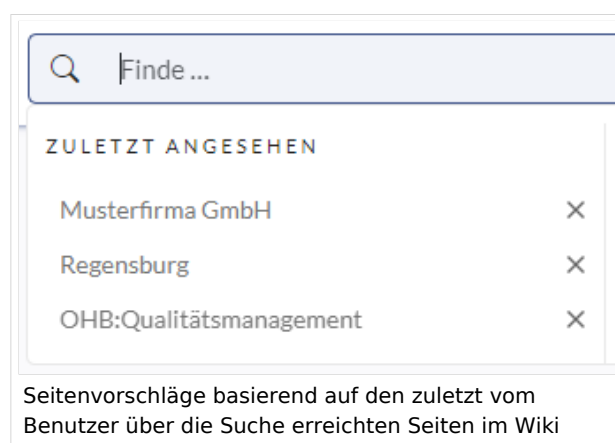 Finde ...
ZULETZT ANGESEHEN
Musterfirma GmbH
Regensburg
OHB:Qualitätsmanagement
Seitenvorschläge basierend auf den zuletzt vom
Benutzer über die Suche erreichten Seiten im Wiki